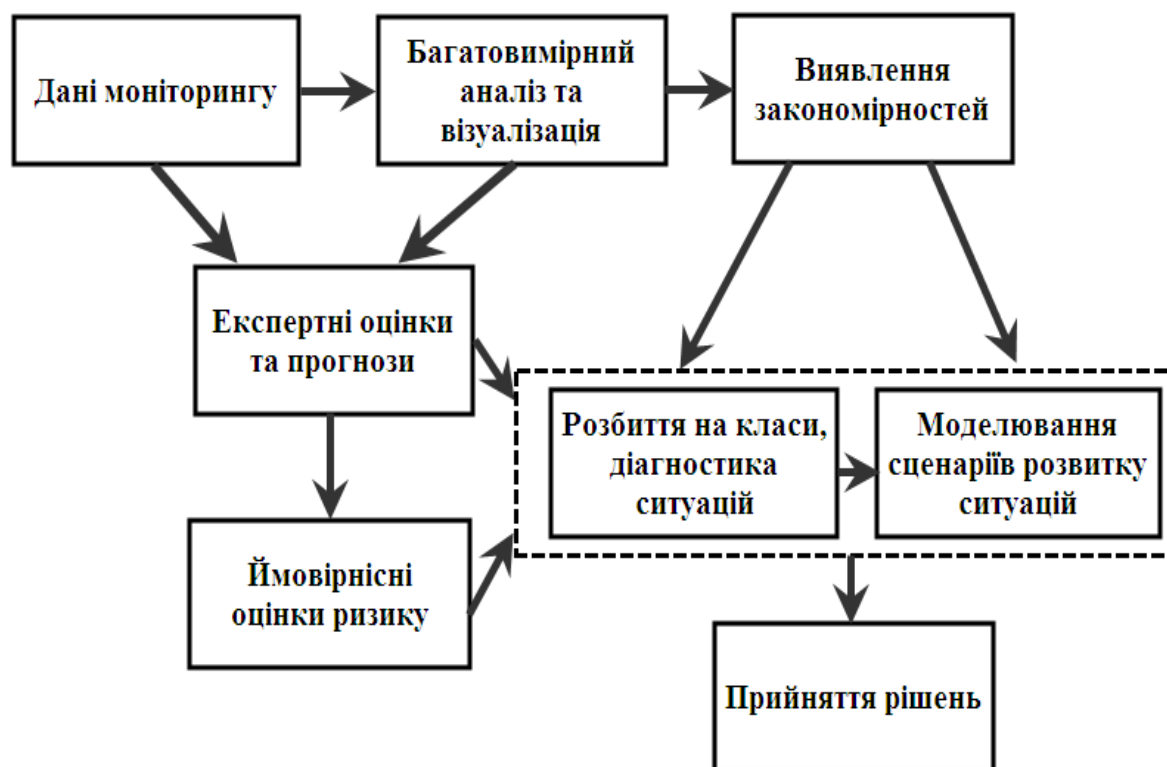 Дані моніторингу
Багатовимірний
аналіз та
візуалізація
Виявлення
закономірностей
Експертні оцінки
та прогнози
Розбиття на класи,
діагностика
ситуацій
Моделювання
сценаріїв розвитку
ситуацій
Ймовірнісні
оцінки ризику
Прийняття рішень